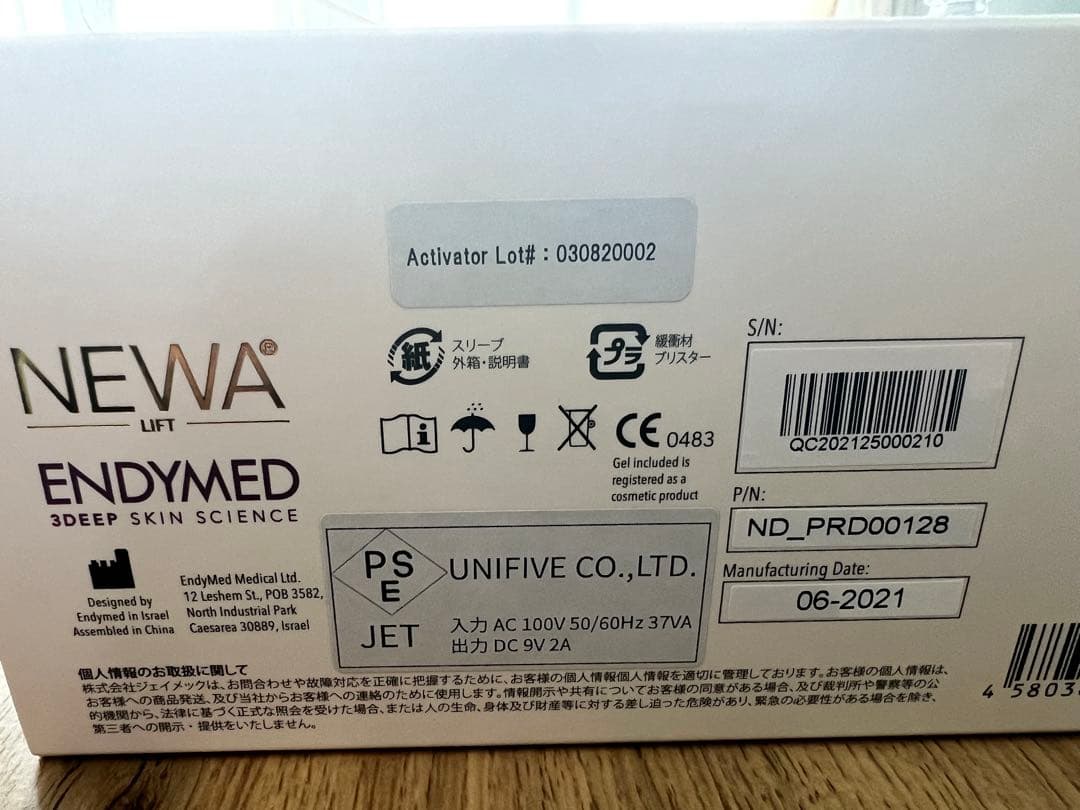 Activator Lot#：030820002
NEWA®
LIFT
ENDYMED
3DEEP SKIN SCIENCE
Designed by
Endymed in Israel
Assembled in China
EndyMed Medical Ltd.
12 Leshem St., POB 3582,
North Industrial Park
Caesarea 30889, Israel
紙
スリーブ
外箱・説明書
プラ
緩衝材
ブリスター
CE 0483
Gel included is
registered as a
cosmetic product
PS
E
JET
UNIFIVE CO.,LTD.
入力 AC 100V 50/60Hz 37VA
出力 DC 9V 2A
S/N:
QC202125000210
P/N:
ND_PRD00128
Manufacturing Date:
06-2021
個人情報のお取扱に関して
株式会社ジェイメックは、お問合わせや故障対応を正確に把握するために、お客様の個人情報個人情報を適切に管理しております。お客様の個人情報は、
お客様への商品発送、及び当社からお客様への連絡のために使用します。情報開示や共有についてお客様の同意がある場合、及び裁判所や警察等の公
的機関から、法律に基づく正式な照会を受けた場合、または人の生命、身体及び財産等に対する差し迫った危険があり、緊急の必要性がある場合を除き、
第三者への開示・提供をいたしません。
4 5803